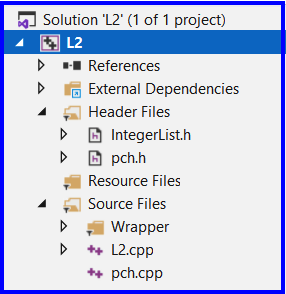 Solution 'L2' (1 of 1 project)
L2
References
External Dependencies
Header Files
IntegerList.h
pch.h
Resource Files
Source Files
Wrapper
L2.cpp
pch.cpp